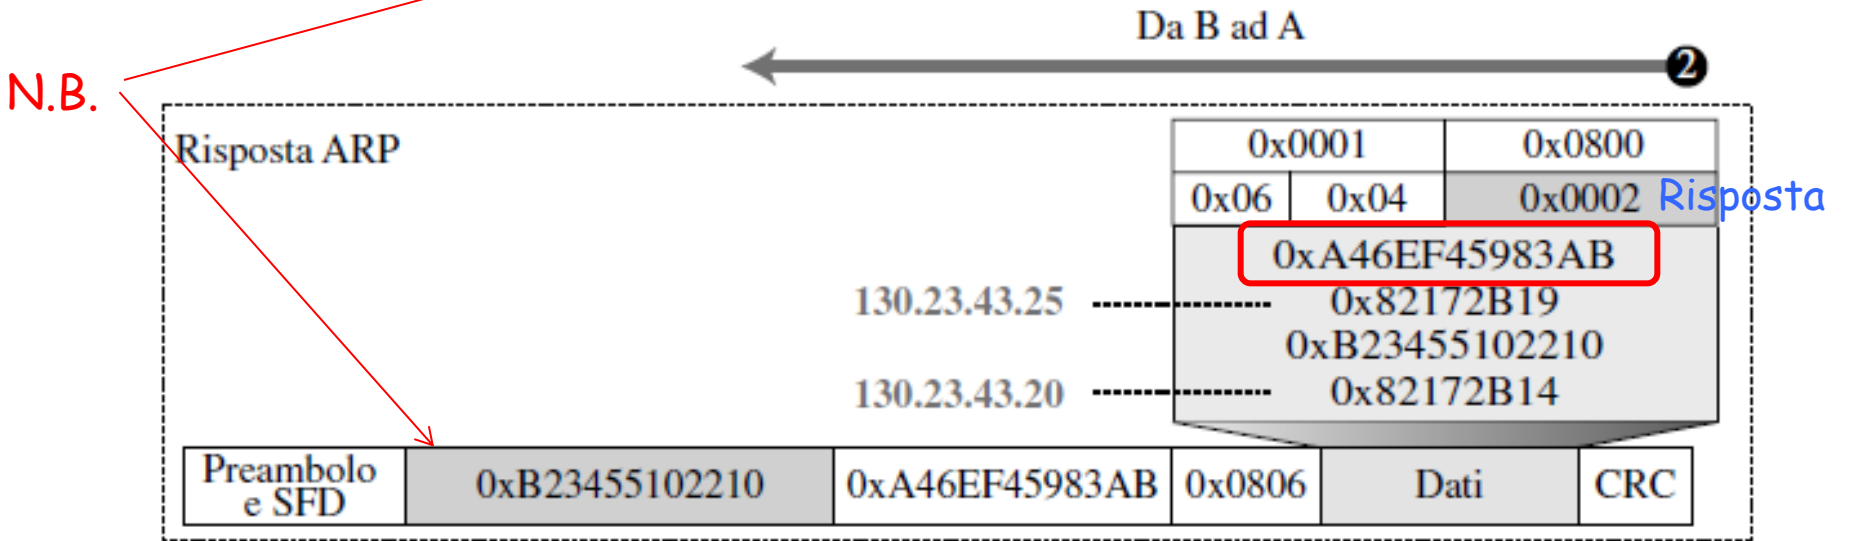 Da B ad A
2
N.B.
Risposta ARP
0x0001 0x0800
0x06 0x04 0x0002 Risposta
0xA46EF45983AB
130.23.43.25 0x82172B19
0xB23455102210
130.23.43.20 0x82172B14
Preambolo
e SFD
0xB23455102210 0xA46EF45983AB 0x0806 Dati CRC